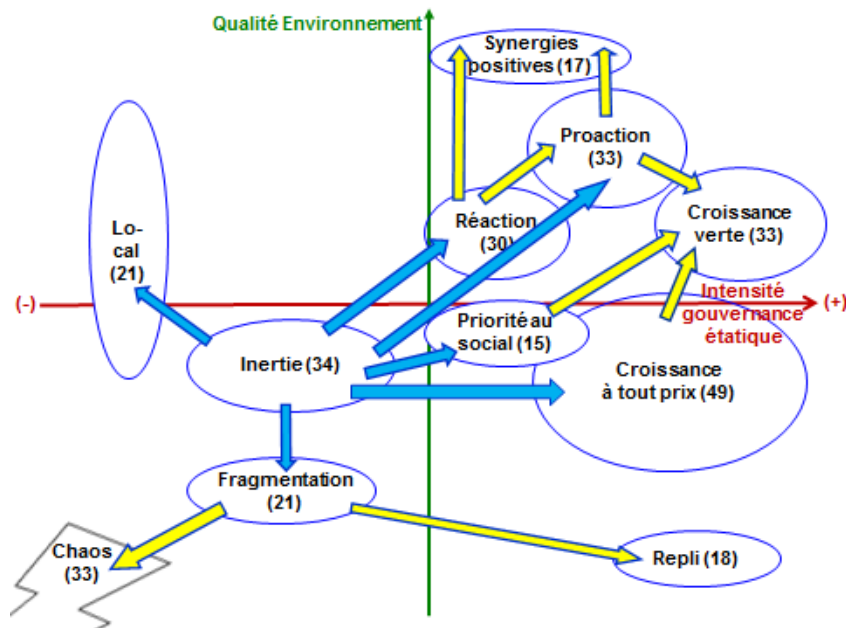 Qualité Environnement
Synergies
positives (17)
Proaction
(33)
Lo-
cal
(21)
Réaction
(30)
Croissance
verte (33)
(-)
(+)
Intensité
gouvernance
étatique
Priorité au
social (15)
Inertie (34)
Croissance
à tout prix (49)
Fragmentation
(21)
Chaos
(33)
Repli (18)